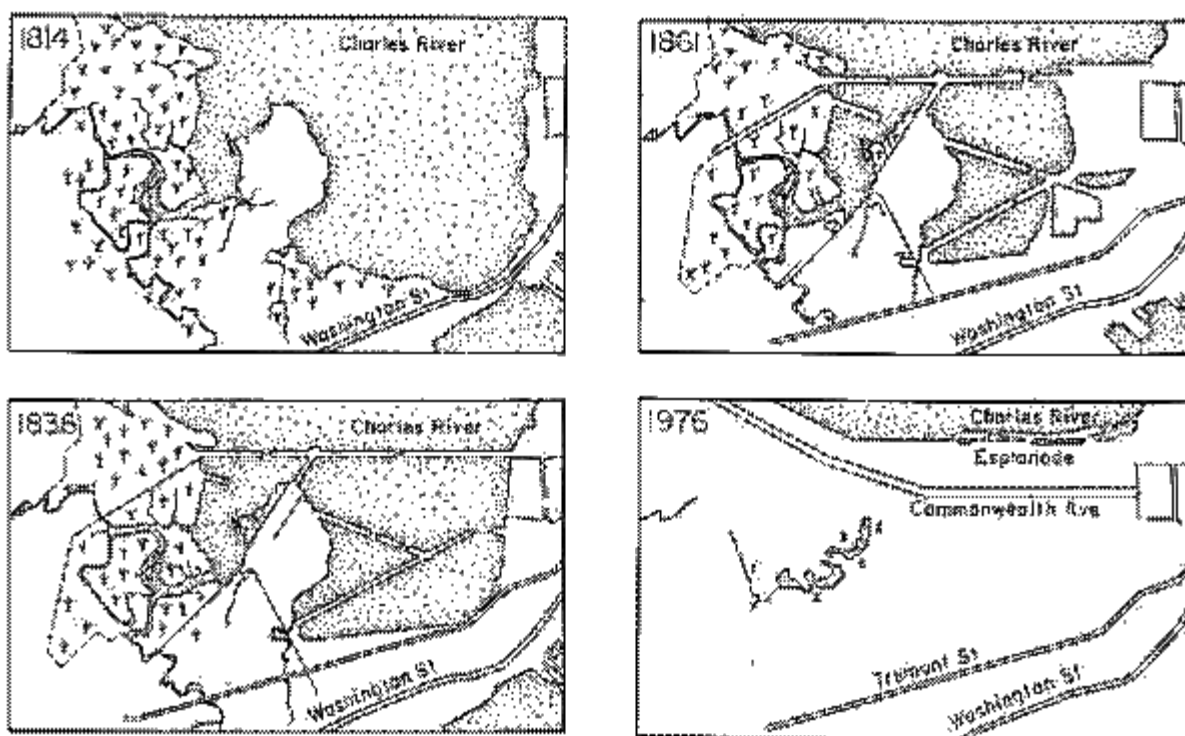 1814
Charles River
Washington St
1861
Charles River
Washington St
1836
Charles River
Washington St
1976
Charles River
Esplanade
Commonwealth Ave
Tremont St
Washington St